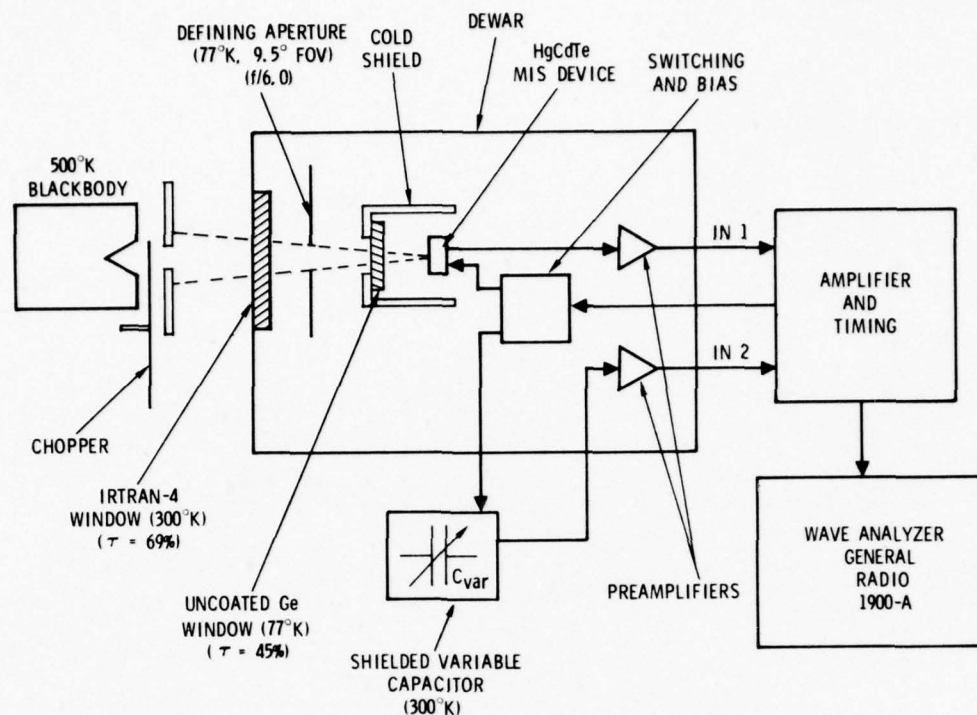 DEWAR
DEFINING APERTURE
(77°K, 9.5° FOV)
(f/6.0)
COLD
SHIELD
HgCdTe
MIS DEVICE
SWITCHING
AND BIAS
500°K
BLACKBODY
IN 1
AMPLIFIER
AND
TIMING
IN 2
CHOPPER
IRTRAN-4
WINDOW (300°K)
(τ = 69%)
UNCOATED Ge
WINDOW (77°K)
(τ = 45%)
Cvar
SHIELDED VARIABLE
CAPACITOR
(300°K)
PREAMPLIFIERS
WAVE ANALYZER
GENERAL
RADIO
1900-A